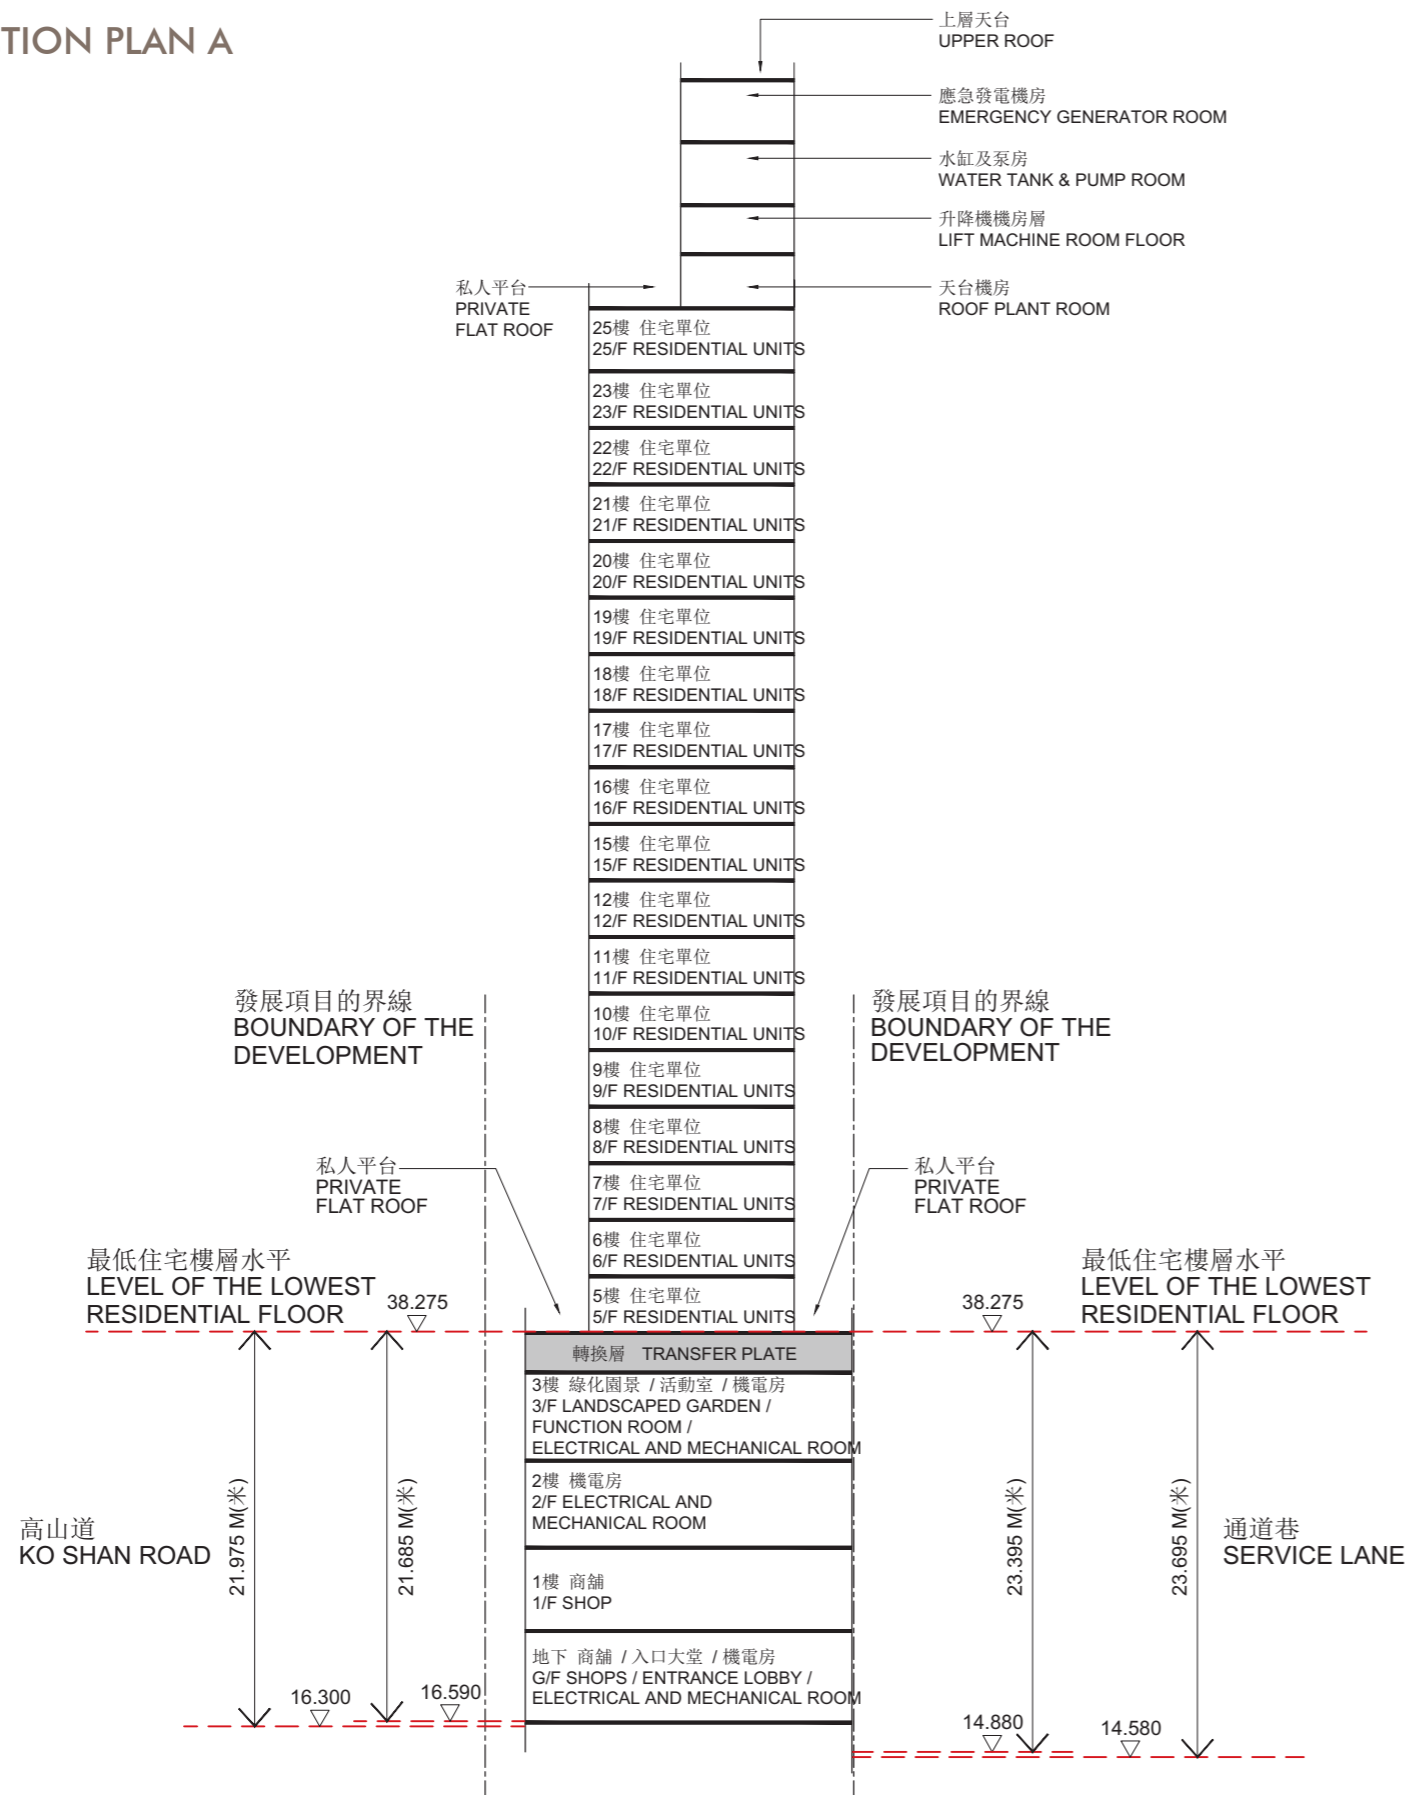 TION PLAN A
上層天台
UPPER ROOF
應急發電機房
EMERGENCY GENERATOR ROOM
水缸及泵房
WATER TANK & PUMP ROOM
升降機機房層
LIFT MACHINE ROOM FLOOR
天台機房
ROOF PLANT ROOM
私人平台
PRIVATE
FLAT ROOF
25樓 住宅單位
25/F RESIDENTIAL UNITS
23樓 住宅單位
23/F RESIDENTIAL UNITS
22樓 住宅單位
22/F RESIDENTIAL UNITS
21樓 住宅單位
21/F RESIDENTIAL UNITS
20樓 住宅單位
20/F RESIDENTIAL UNITS
19樓 住宅單位
19/F RESIDENTIAL UNITS
18樓 住宅單位
18/F RESIDENTIAL UNITS
17樓 住宅單位
17/F RESIDENTIAL UNITS
16樓 住宅單位
16/F RESIDENTIAL UNITS
15樓 住宅單位
15/F RESIDENTIAL UNITS
12樓 住宅單位
12/F RESIDENTIAL UNITS
11樓 住宅單位
11/F RESIDENTIAL UNITS
10樓 住宅單位
10/F RESIDENTIAL UNITS
9樓 住宅單位
9/F RESIDENTIAL UNITS
8樓 住宅單位
8/F RESIDENTIAL UNITS
7樓 住宅單位
7/F RESIDENTIAL UNITS
6樓 住宅單位
6/F RESIDENTIAL UNITS
5樓 住宅單位
5/F RESIDENTIAL UNITS
發展項目的界線
BOUNDARY OF THE
DEVELOPMENT
發展項目的界線
BOUNDARY OF THE
DEVELOPMENT
私人平台
PRIVATE
FLAT ROOF
私人平台
PRIVATE
FLAT ROOF
最低住宅樓層水平
LEVEL OF THE LOWEST
RESIDENTIAL FLOOR
38.275
38.275
最低住宅樓層水平
LEVEL OF THE LOWEST
RESIDENTIAL FLOOR
轉換層 TRANSFER PLATE
3樓 綠化園景 / 活動室 / 機電房
3/F LANDSCAPED GARDEN /
FUNCTION ROOM /
ELECTRICAL AND MECHANICAL ROOM
2樓 機電房
2/F ELECTRICAL AND
MECHANICAL ROOM
1樓 商舖
1/F SHOP
地下 商舖 / 入口大堂 / 機電房
G/F SHOPS / ENTRANCE LOBBY /
ELECTRICAL AND MECHANICAL ROOM
高山道
KO SHAN ROAD
21.975 M(米)
21.685 M(米)
23.395 M(米)
23.695 M(米)
通道巷
SERVICE LANE
16.300
16.590
14.880
14.580